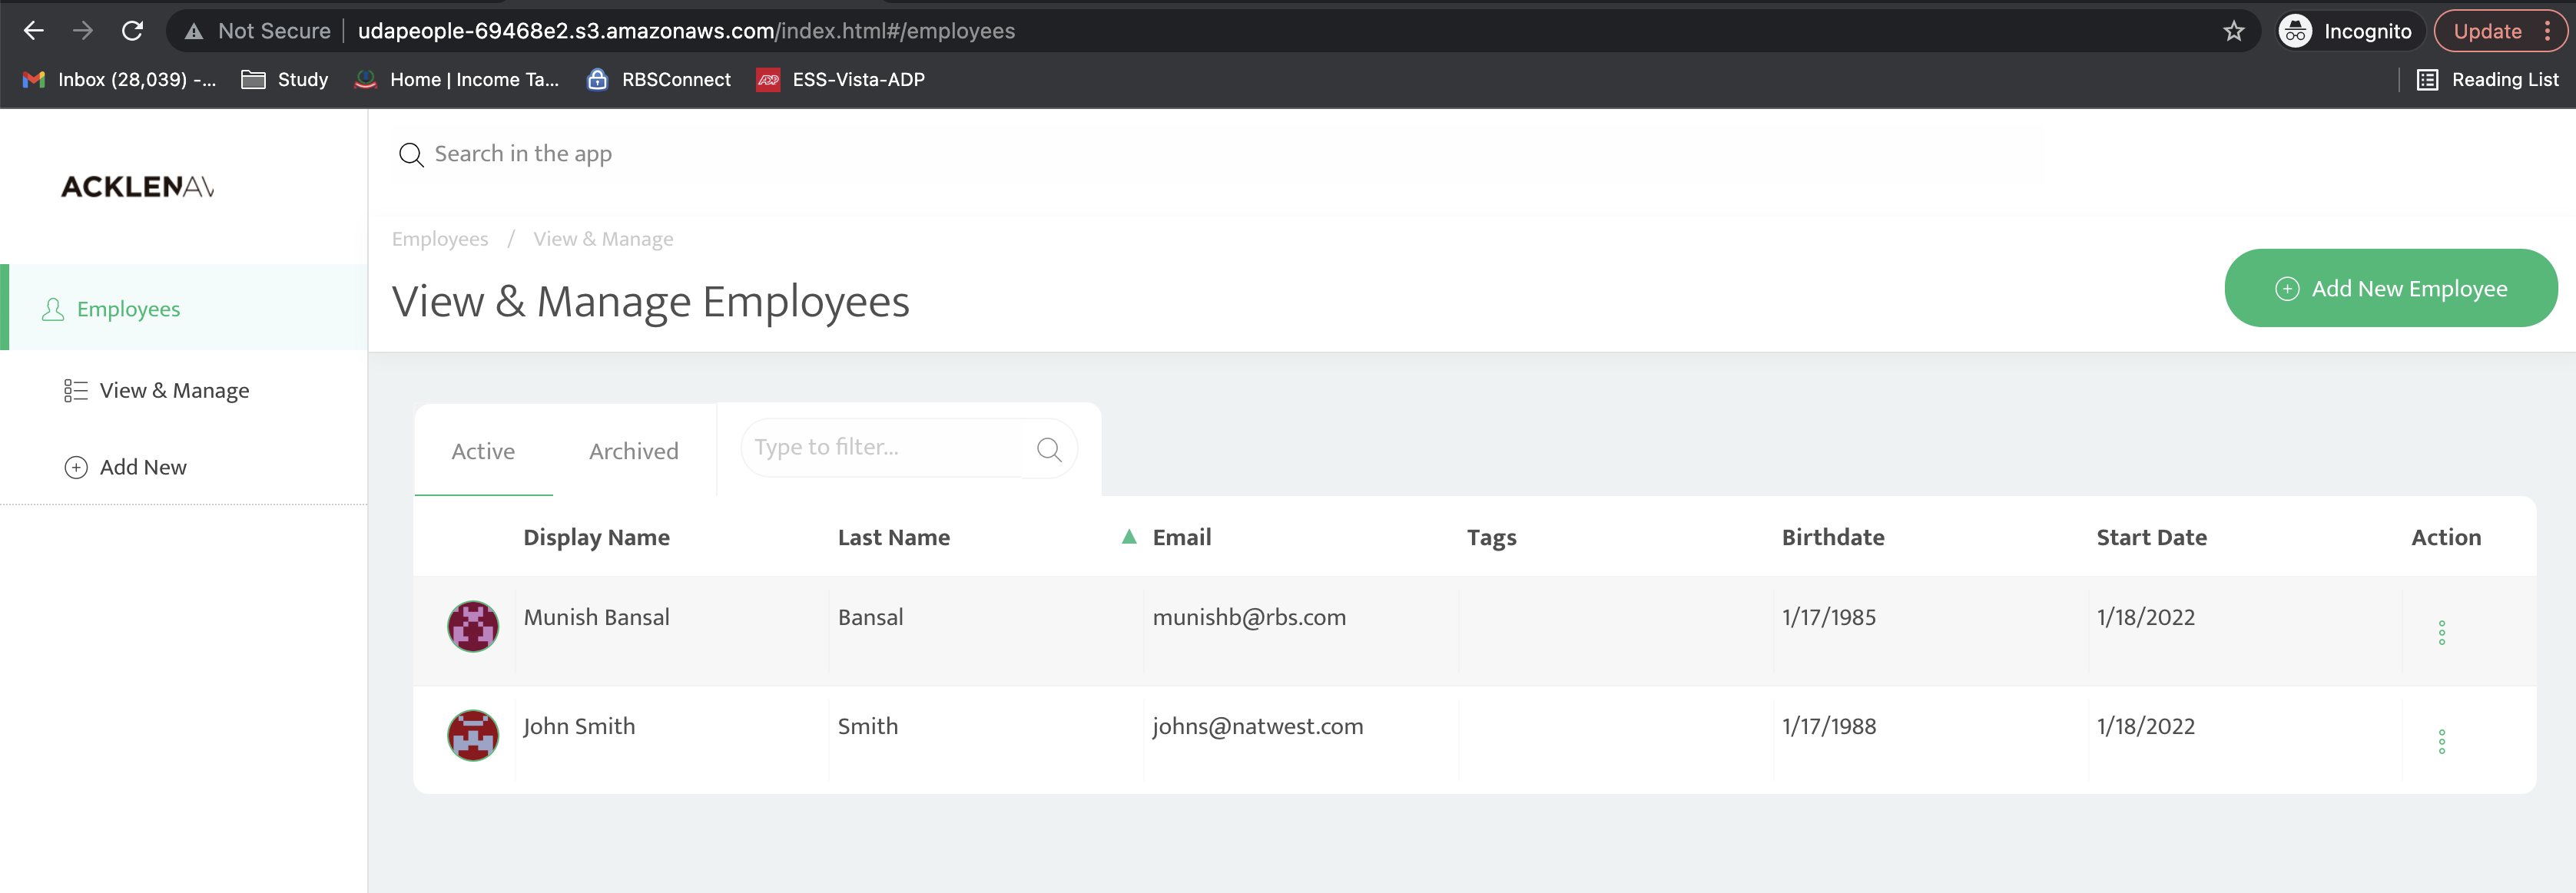 Not Secure udapeople-69468e2.s3.amazonaws.com/index.html#/employees Incognito Update
Inbox (28,039) -... Study Home | Income Ta... RBSConnect ADP ESS-Vista-ADP Reading List
Search in the app
ACKLENAV
Employees / View & Manage
View & Manage Employees
Add New Employee
Employees
View & Manage
Add New
Active Archived Type to filter...
Display Name Last Name Email Tags Birthdate Start Date Action
Munish Bansal Bansal munishb@rbs.com 1/17/1985 1/18/2022
John Smith Smith johns@natwest.com 1/17/1988 1/18/2022